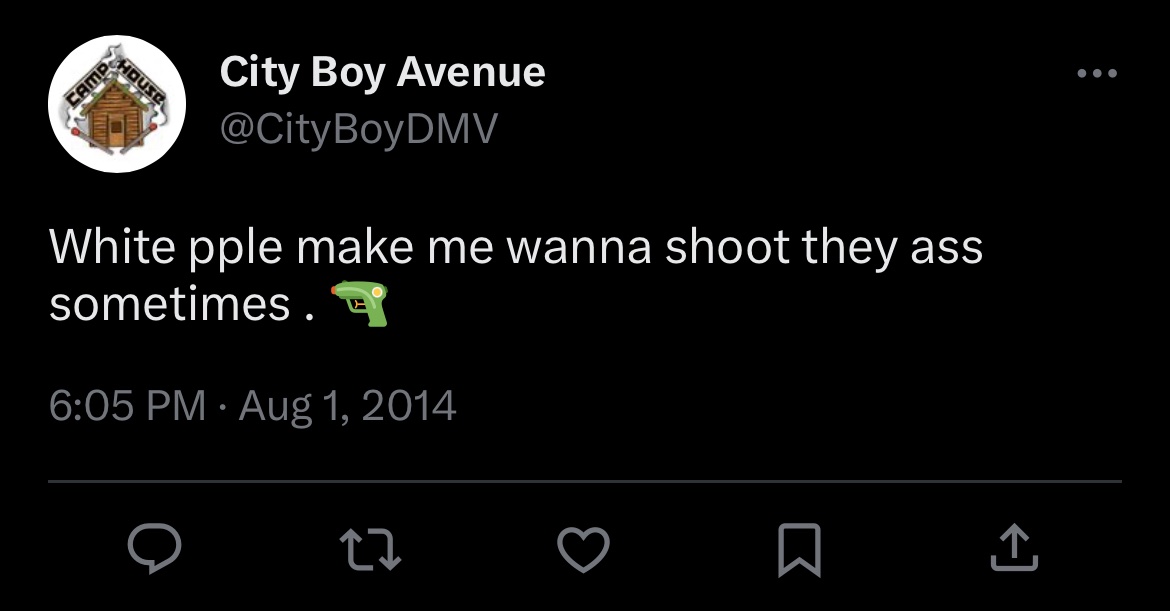 CAMP HOUSE
City Boy Avenue
@CityBoyDMV
White pple make me wanna shoot they ass
sometimes . 🔫
6:05 PM · Aug 1, 2014